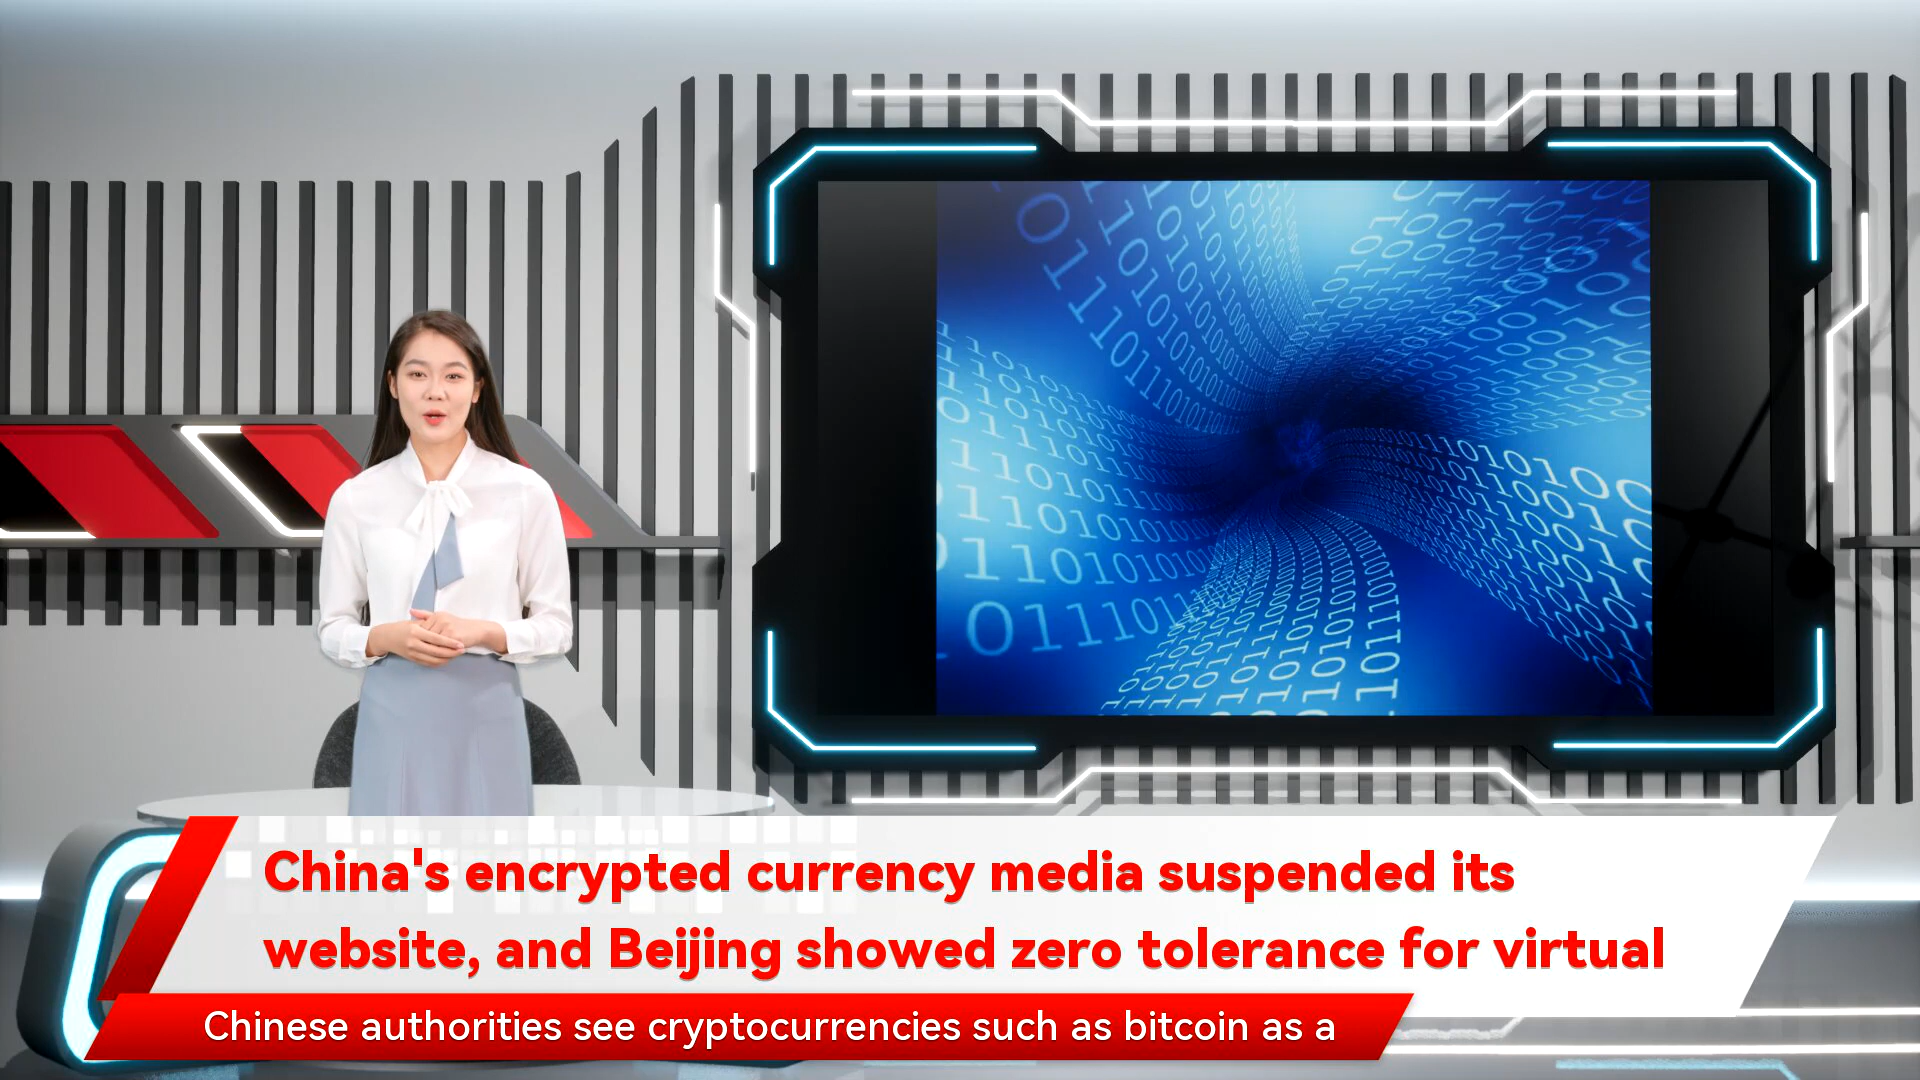 China's encrypted currency media suspended its
website, and Beijing showed zero tolerance for virtual
Chinese authorities see cryptocurrencies such as bitcoin as a